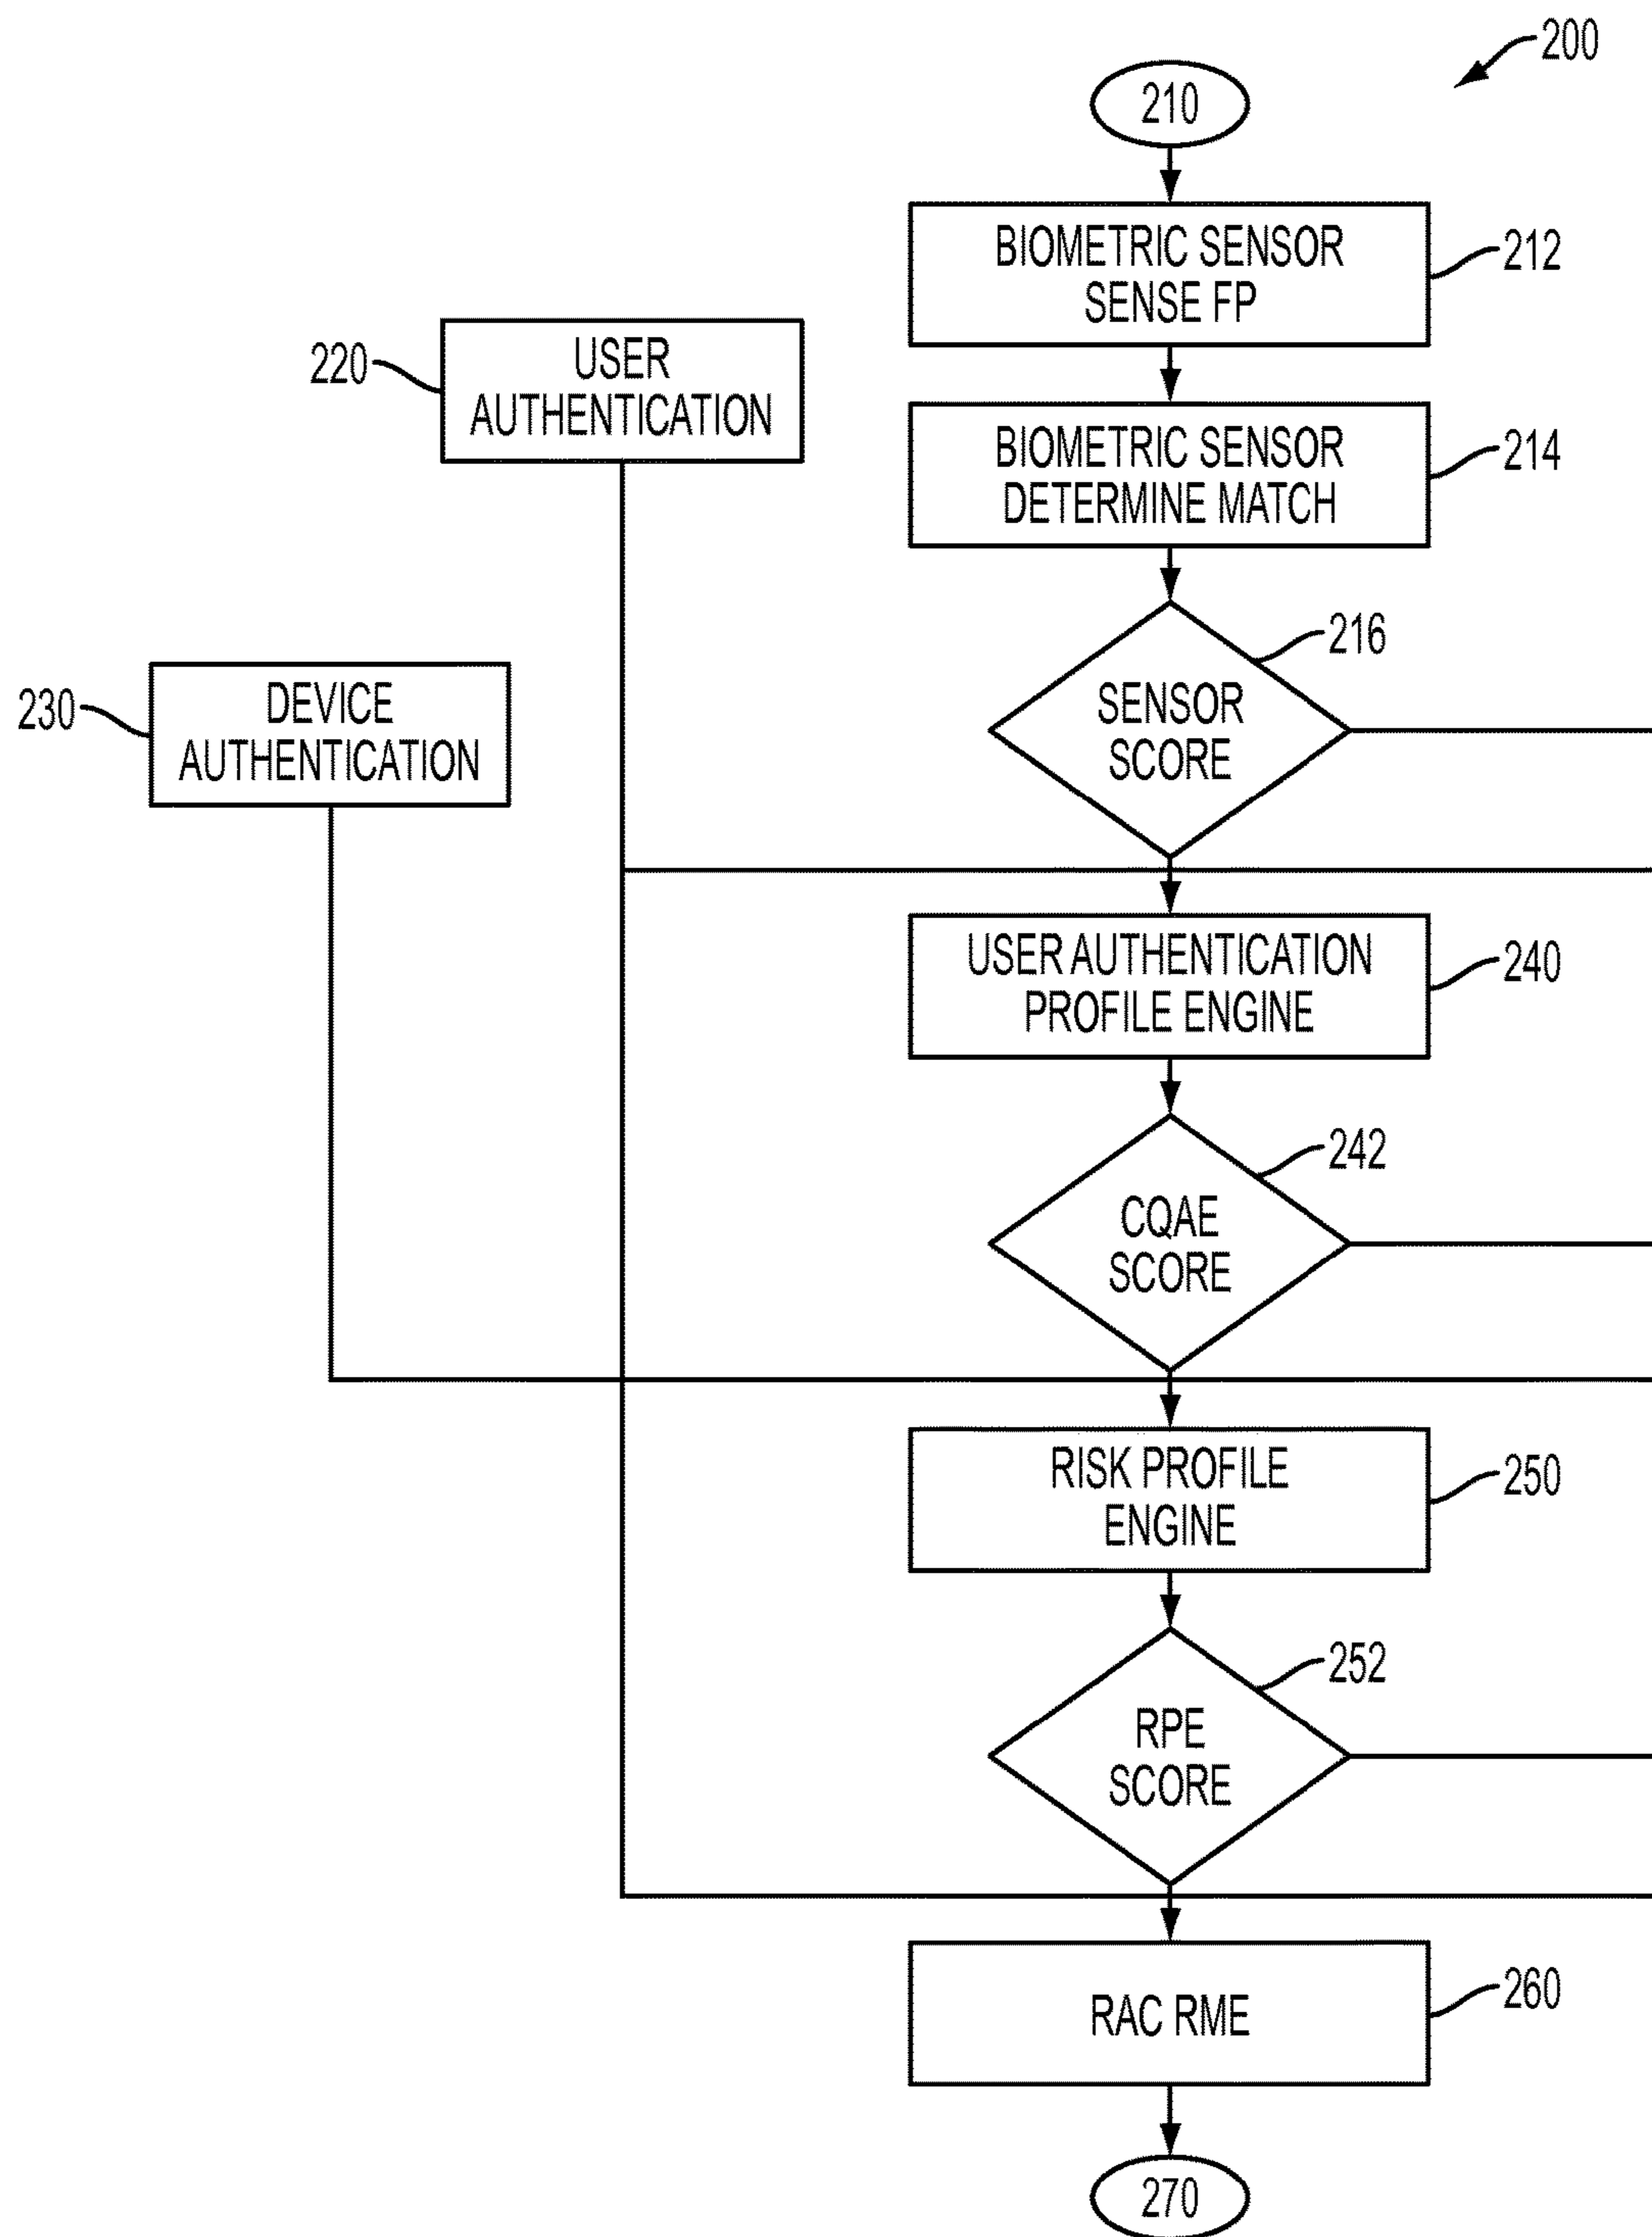 200
210
BIOMETRIC SENSOR
SENSE FP
212
USER
AUTHENTICATION
220
BIOMETRIC SENSOR
DETERMINE MATCH
214
216
SENSOR
SCORE
DEVICE
AUTHENTICATION
230
USER AUTHENTICATION
PROFILE ENGINE
240
242
CQAE
SCORE
RISK PROFILE
ENGINE
250
252
RPE
SCORE
RAC RME
260
270